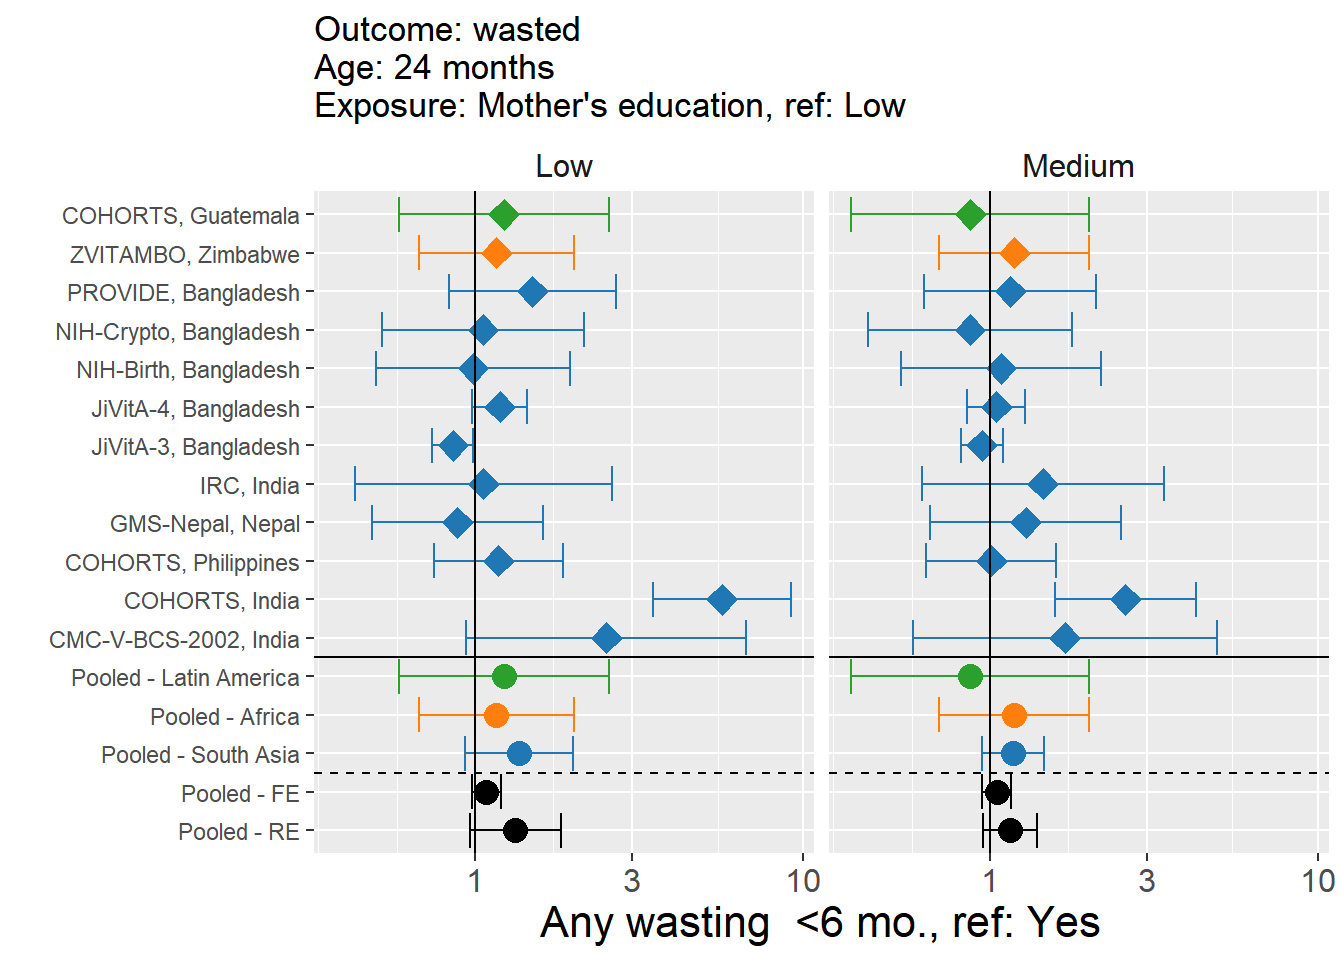 Outcome: wasted
Age: 24 months
Exposure: Mother's education, ref: Low
Low
Medium
COHORTS, Guatemala
ZVITAMBO, Zimbabwe
PROVIDE, Bangladesh
NIH-Crypto, Bangladesh
NIH-Birth, Bangladesh
JiVitA-4, Bangladesh
JiVitA-3, Bangladesh
IRC, India
GMS-Nepal, Nepal
COHORTS, Philippines
COHORTS, India
CMC-V-BCS-2002, India
Pooled - Latin America
Pooled - Africa
Pooled - South Asia
Pooled - FE
Pooled - RE
1 3 10
1 3 10
Any wasting  <6 mo., ref: Yes